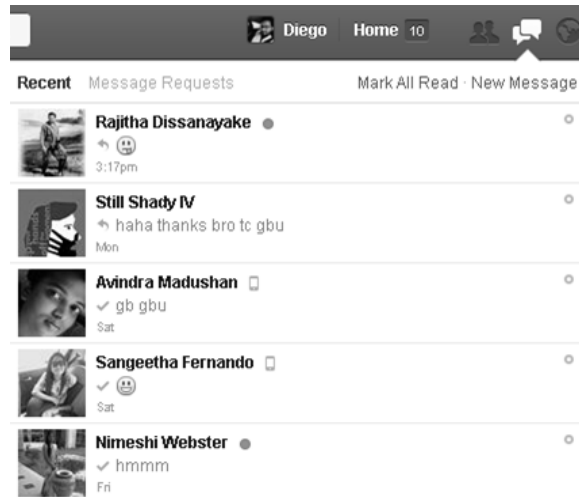 Diego Home 10
Recent Message Requests Mark All Read · New Message
Rajitha Dissanayake
3:17pm
Still Shady IV
haha thanks bro tc gbu
Mon
Avindra Madushan
gb gbu
Sat
Sangeetha Fernando
Sat
Nimeshi Webster
hmmm
Fri